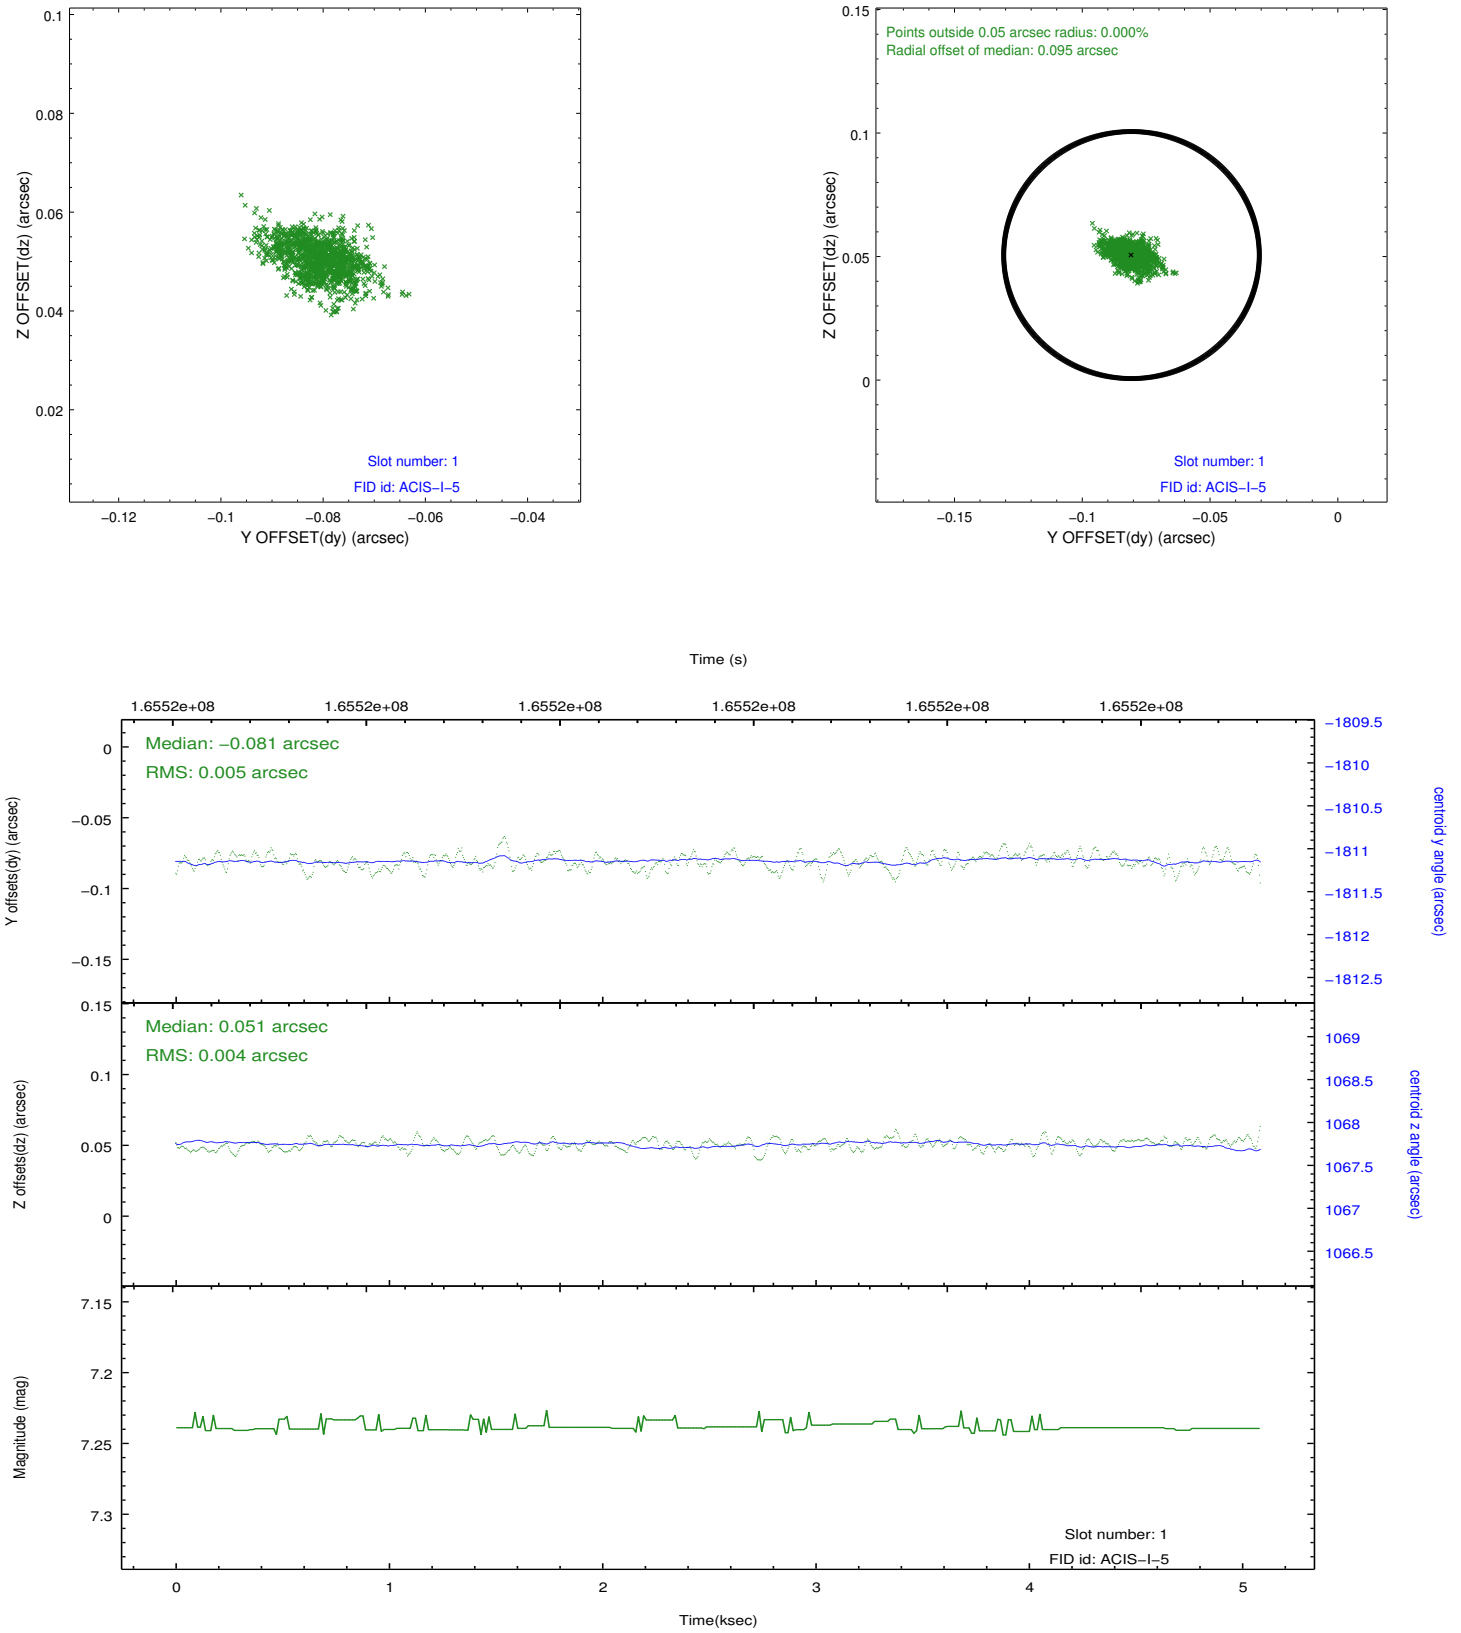 0.1
0.08
0.06
0.04
0.02
Z OFFSET(dz) (arcsec)
Slot number: 1
FID id: ACIS−I−5
−0.12
−0.1
−0.08
−0.06
−0.04
Y OFFSET(dy) (arcsec)
0.15
0.1
0.05
0
Z OFFSET(dz) (arcsec)
Points outside 0.05 arcsec radius: 0.000%
Radial offset of median: 0.095 arcsec
Slot number: 1
FID id: ACIS−I−5
−0.15
−0.1
−0.05
0
Y OFFSET(dy) (arcsec)
Time (s)
1.6552e+08
1.6552e+08
1.6552e+08
1.6552e+08
1.6552e+08
1.6552e+08
Median: −0.081 arcsec
RMS: 0.005 arcsec
0
−0.05
−0.1
−0.15
Y offsets(dy) (arcsec)
−1809.5
−1810
−1810.5
−1811
−1811.5
−1812
−1812.5
centroid y angle (arcsec)
Median: 0.051 arcsec
RMS: 0.004 arcsec
0.15
0.1
0.05
0
Z offsets(dz) (arcsec)
1069
1068.5
1068
1067.5
1067
1066.5
centroid z angle (arcsec)
7.15
7.2
7.25
7.3
Magnitude (mag)
Slot number: 1
FID id: ACIS−I−5
0
1
2
3
4
5
Time(ksec)